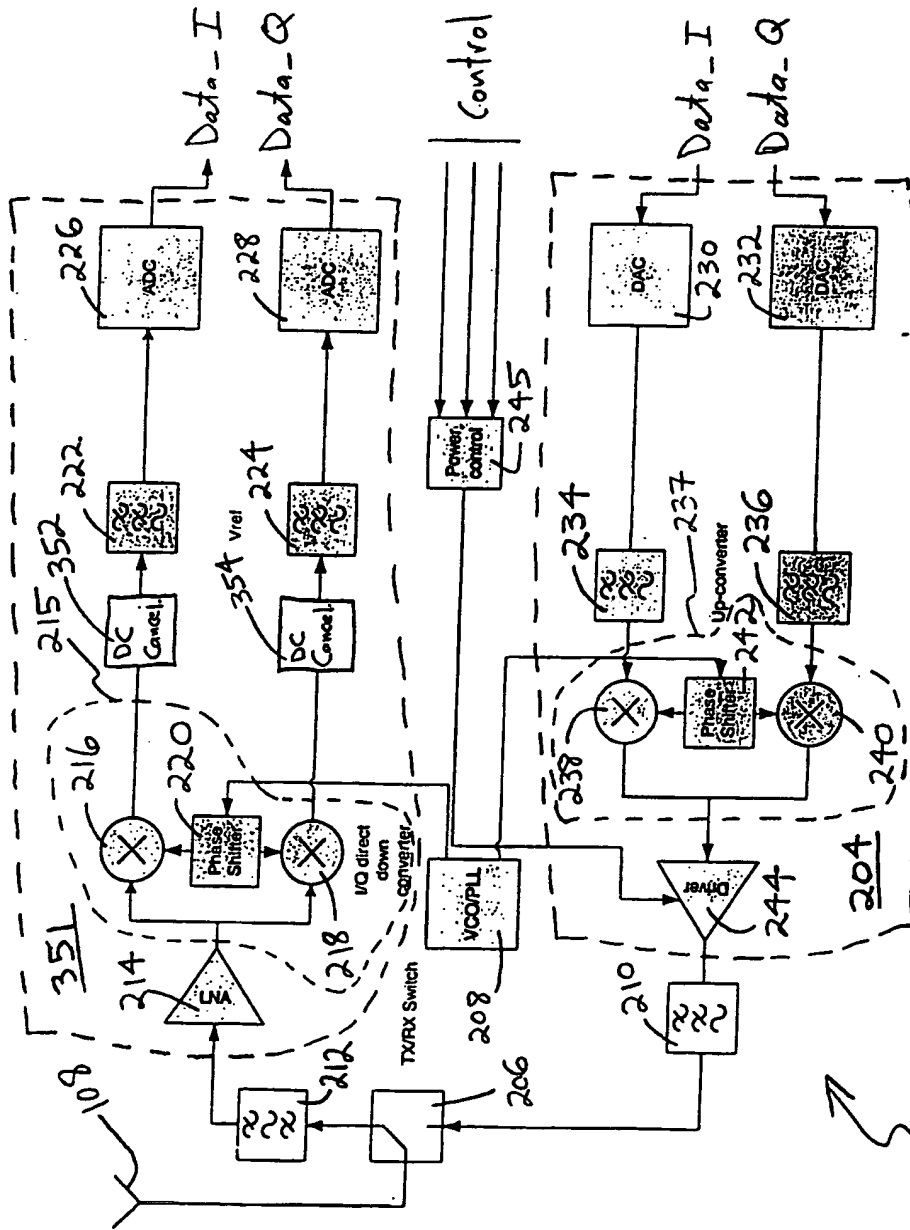 108
351
212
TX/RX Switch
206
214
LNA
215
216
220
Phase
Shifter
218
I/Q direct
down
converter
352
DC
Cancel.
354
Vref
DC
Cancel.
222
224
226
ADC
228
ADC
Data_I
Data_Q
Control
Power
control
245
VCO/PLL
208
210
Driver
244
204
Up-converter
237
238
Phase
Shifter
242
240
234
236
DAC
230
232
DAC
Data_I
Data_Q